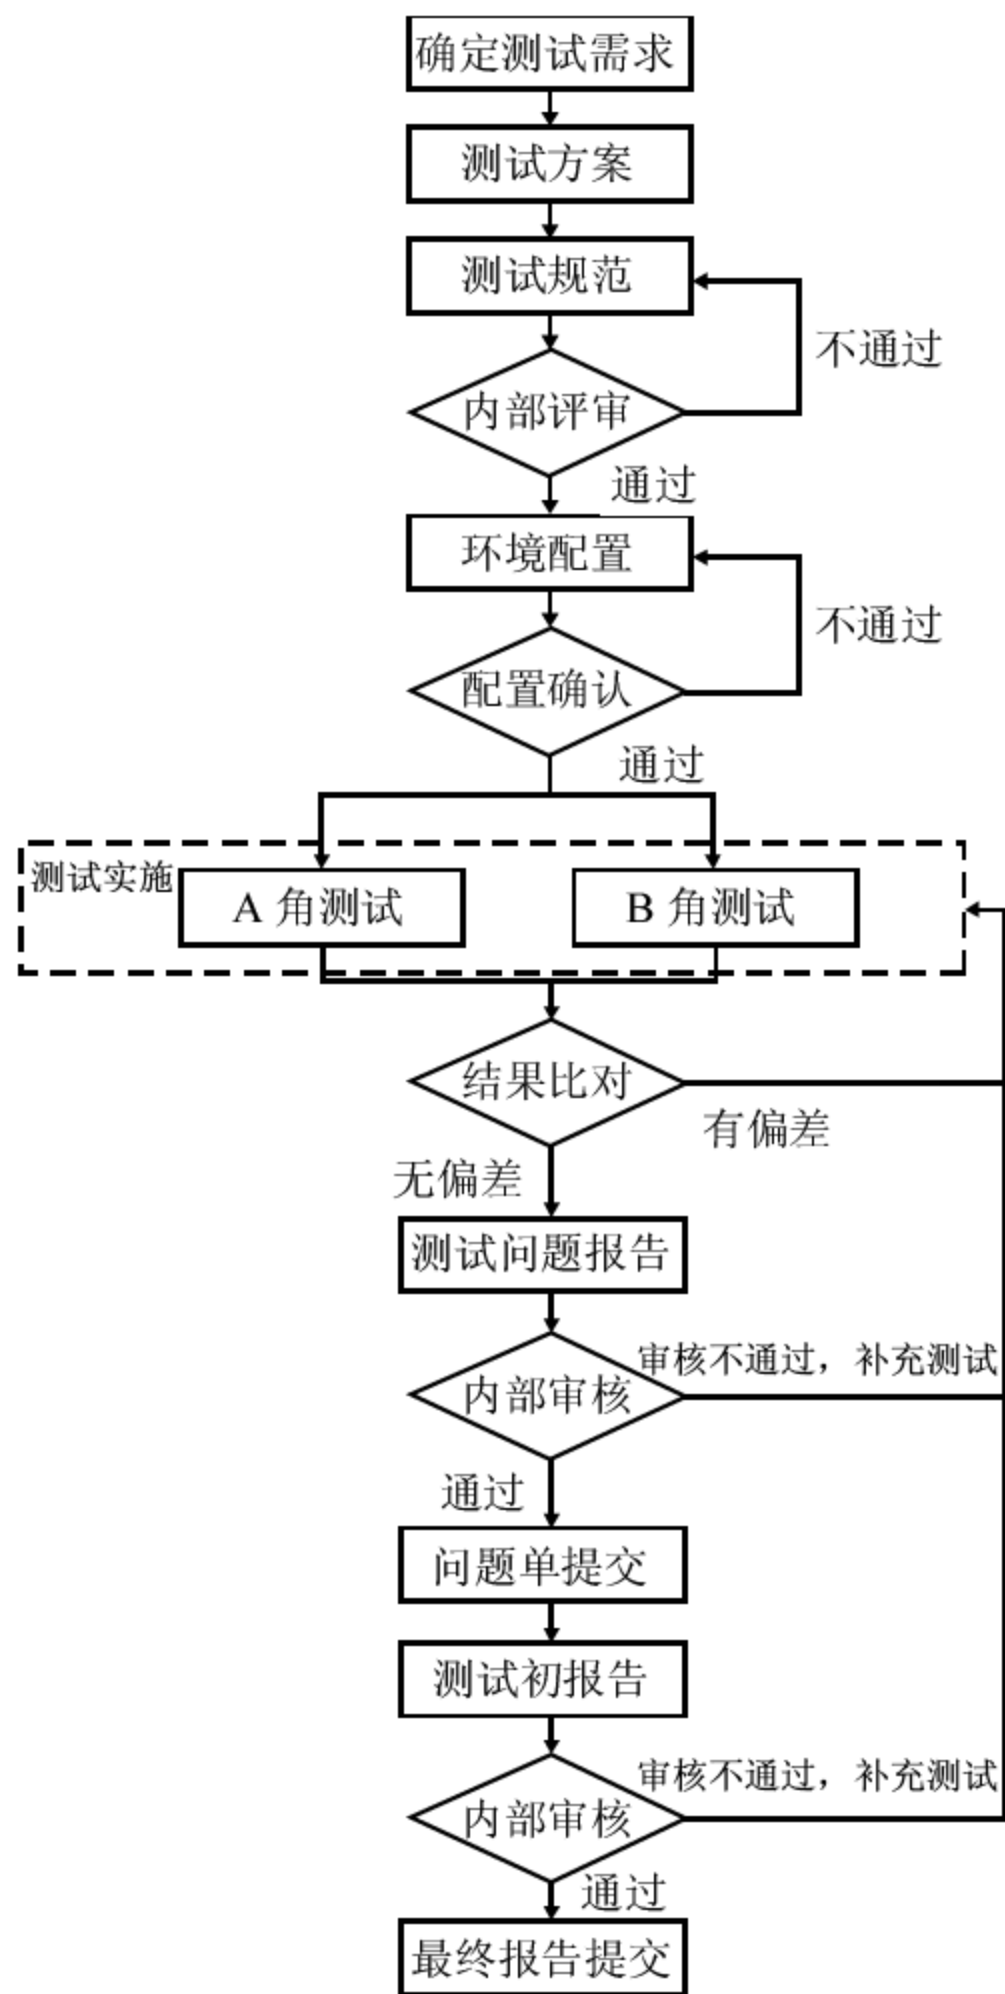 确定测试需求
测试方案
测试规范
不通过
内部评审
通过
环境配置
不通过
配置确认
通过
测试实施
A 角测试
B 角测试
结果比对
有偏差
无偏差
测试问题报告
审核不通过，补充测试
内部审核
通过
问题单提交
测试初报告
审核不通过，补充测试
内部审核
通过
最终报告提交